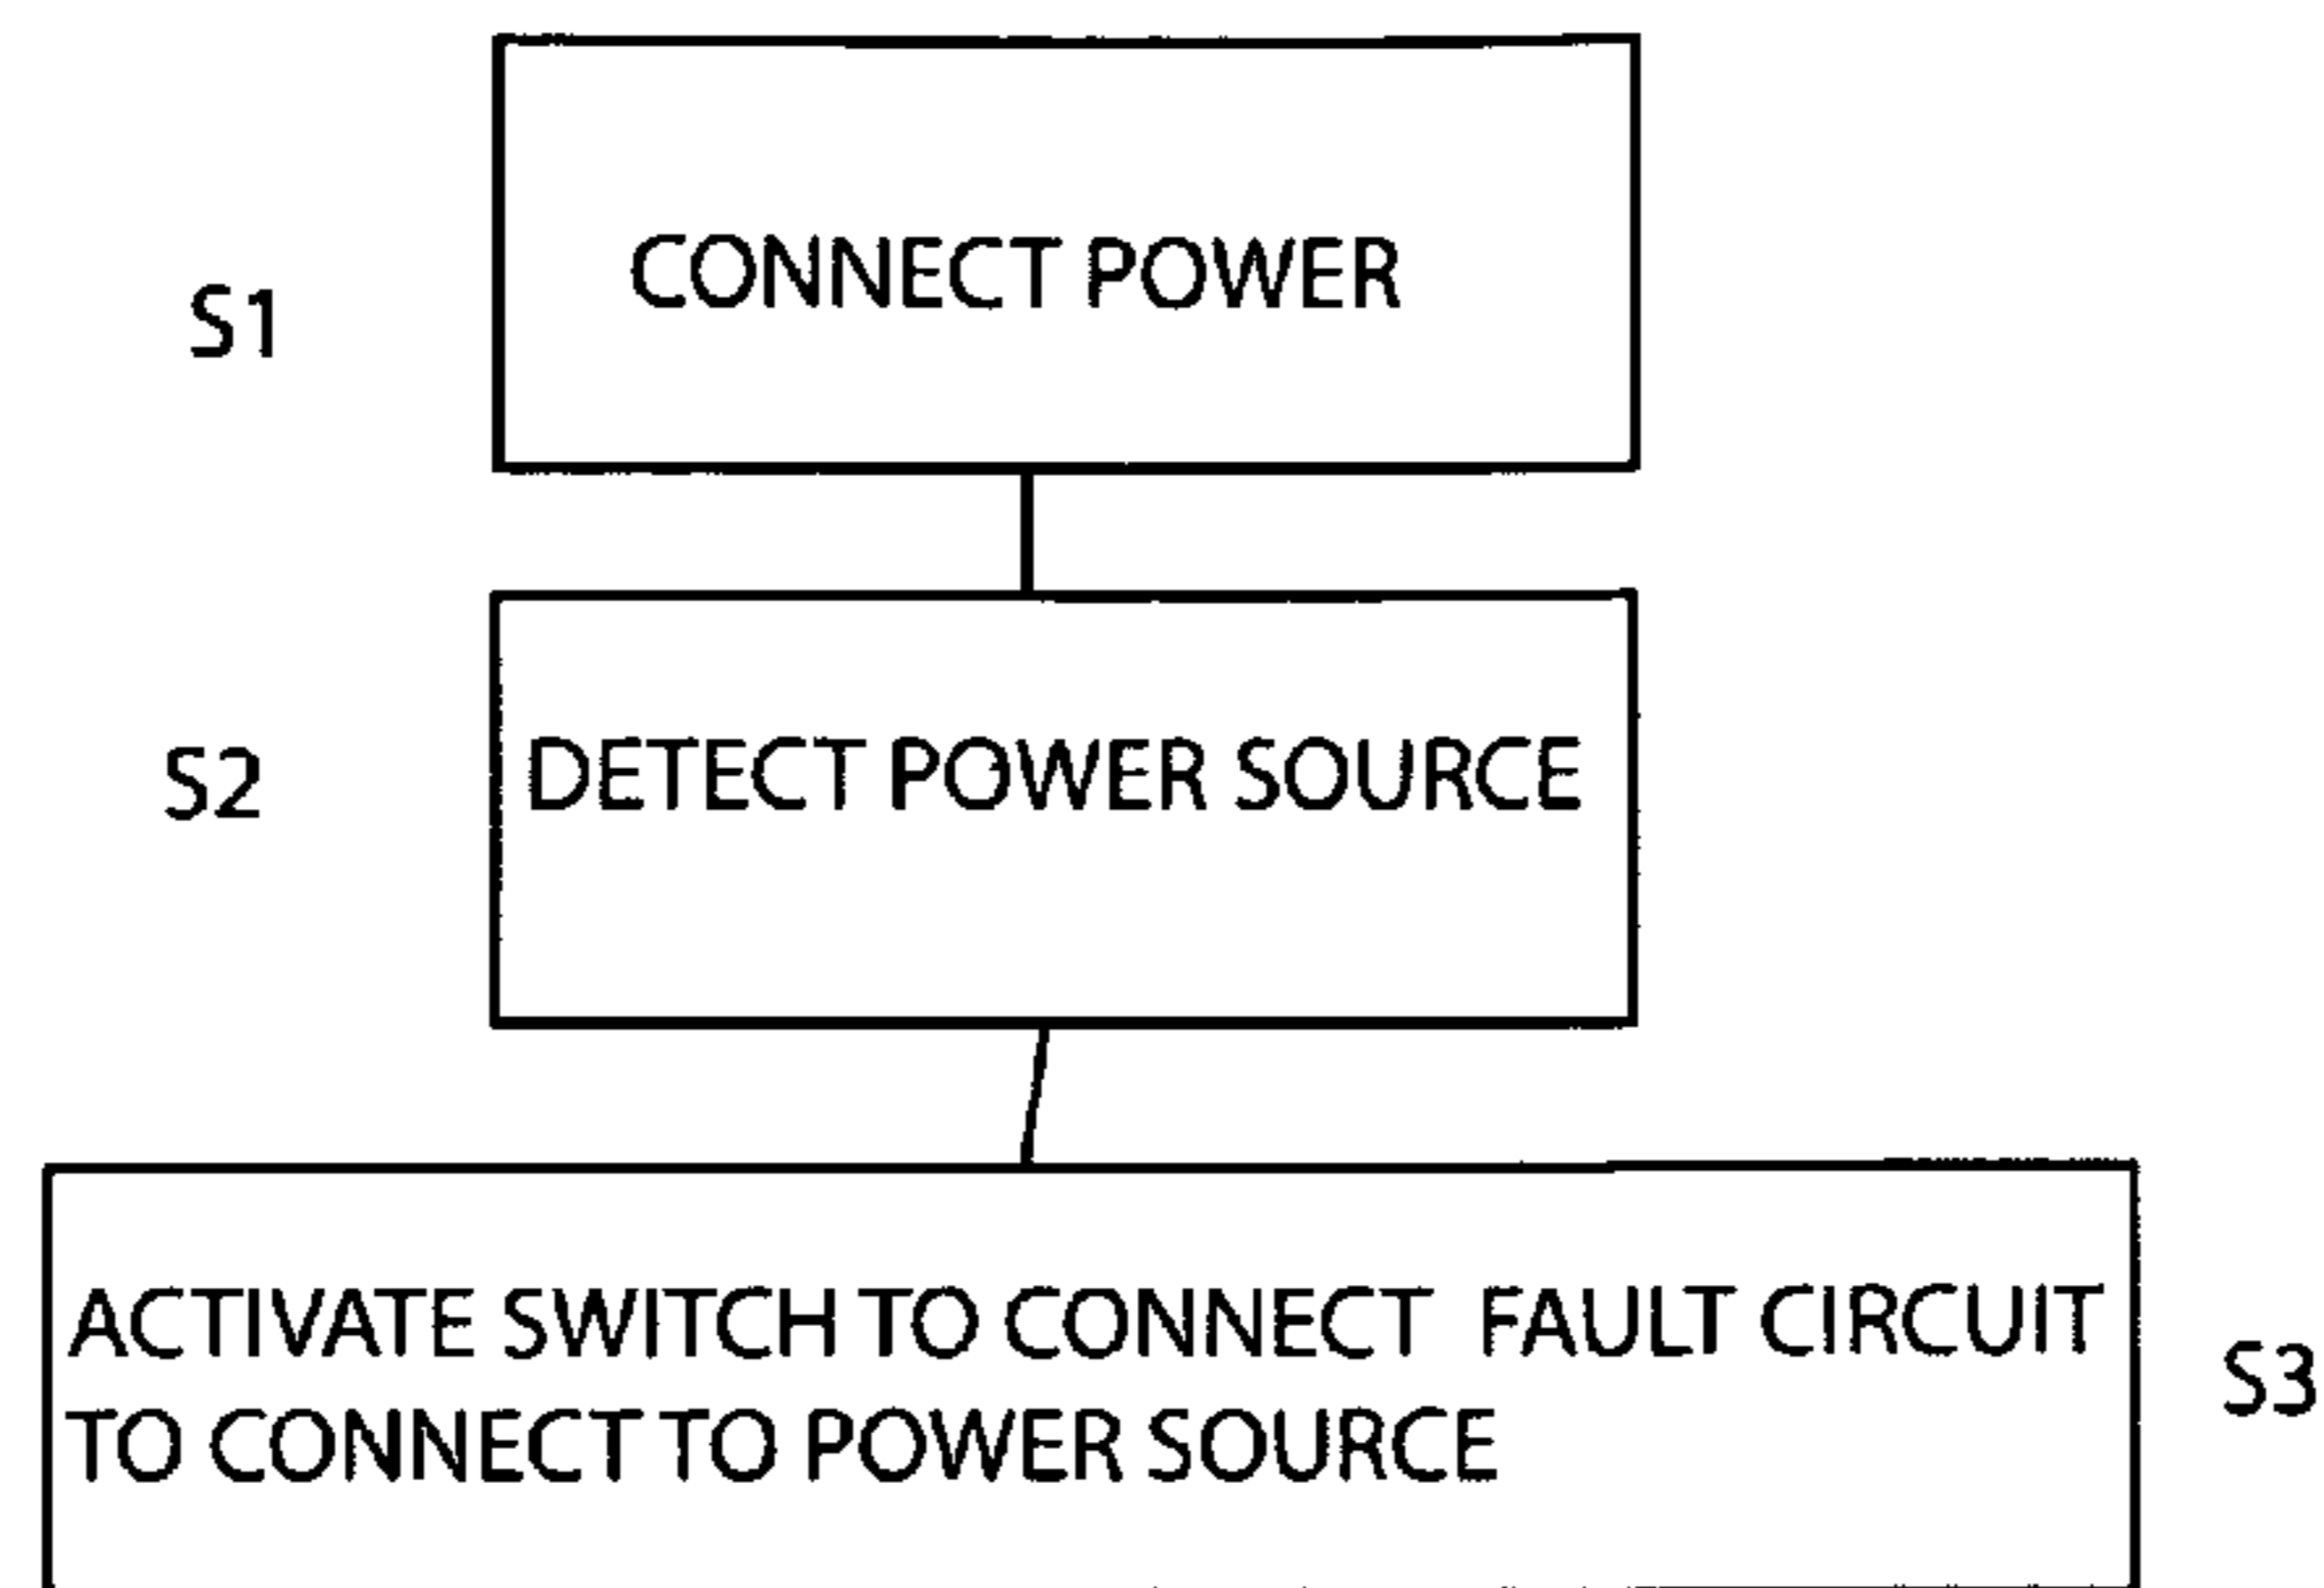 CONNECT POWER
S1
DETECT POWER SOURCE
S2
ACTIVATE SWITCH TO CONNECT FAULT CIRCUIT
TO CONNECT TO POWER SOURCE
S3